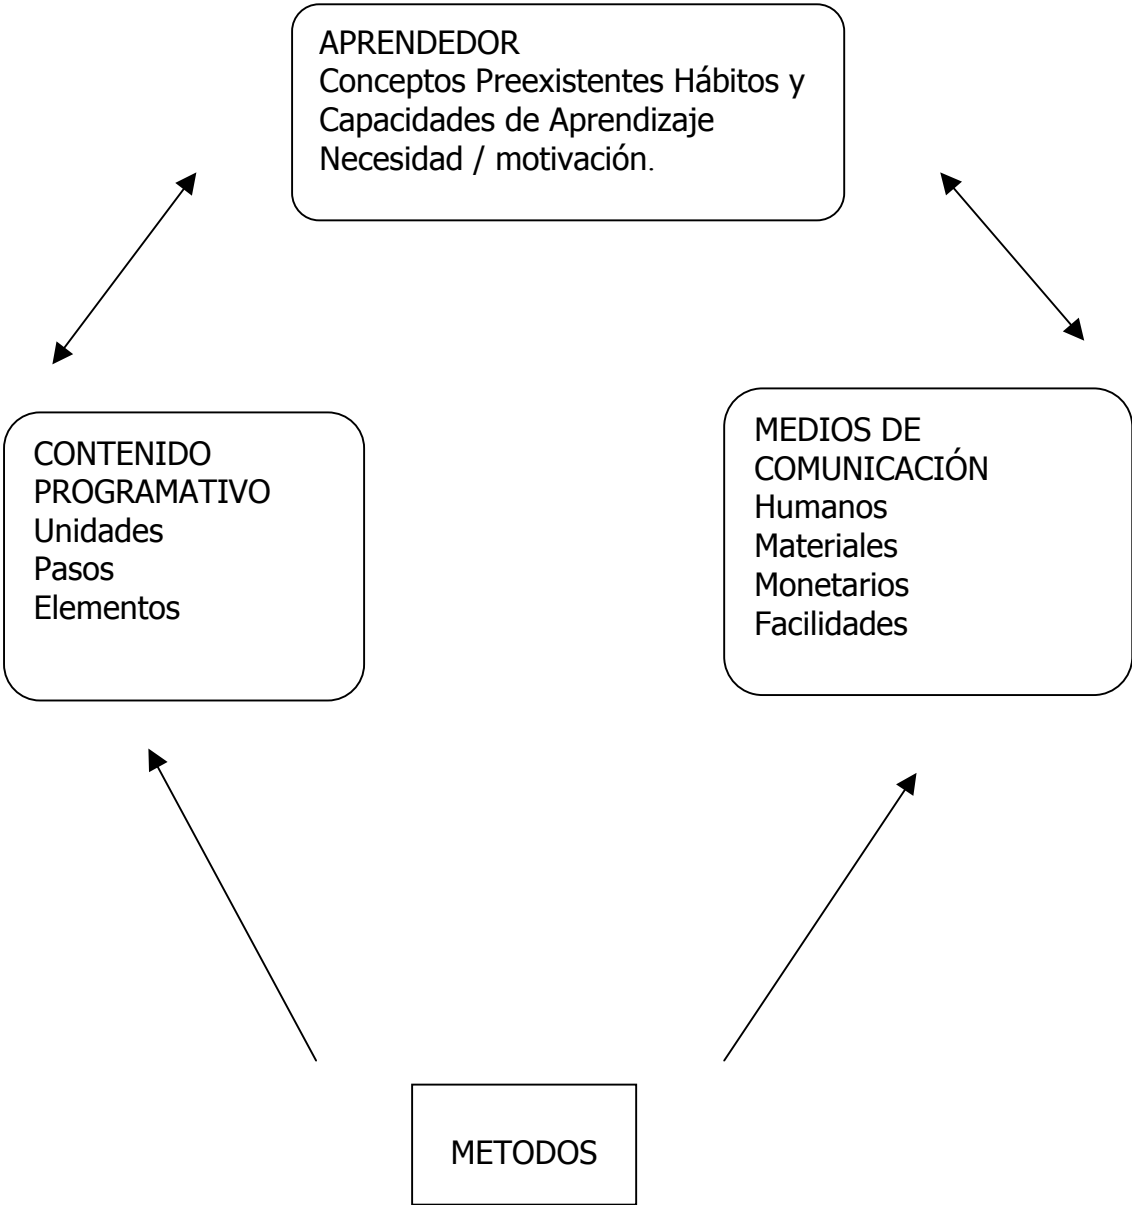 APRENDEDOR
Conceptos Preexistentes Hábitos y
Capacidades de Aprendizaje
Necesidad / motivación.
CONTENIDO
PROGRAMATIVO
Unidades
Pasos
Elementos
MEDIOS DE
COMUNICACIÓN
Humanos
Materiales
Monetarios
Facilidades
METODOS